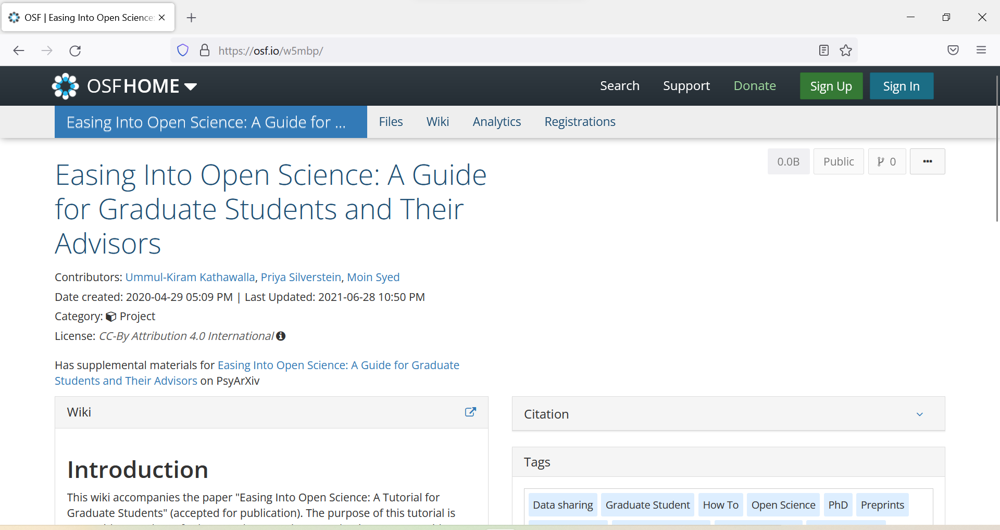 OSF | Easing Into Open Science:
https://osf.io/w5mbp/
OSFHOME
Search
Support
Donate
Sign Up
Sign In
Easing Into Open Science: A Guide for ...
Files
Wiki
Analytics
Registrations
0.0B
Public
0
Easing Into Open Science: A Guide
for Graduate Students and Their
Advisors
Contributors: Ummul-Kiram Kathawalla, Priya Silverstein, Moin Syed
Date created: 2020-04-29 05:09 PM | Last Updated: 2021-06-28 10:50 PM
Category: Project
License: CC-By Attribution 4.0 International
Has supplemental materials for Easing Into Open Science: A Guide for Graduate
Students and Their Advisors on PsyArXiv
Wiki
Introduction
This wiki accompanies the paper "Easing Into Open Science: A Tutorial for
Graduate Students" (accepted for publication). The purpose of this tutorial is
Citation
Tags
Data sharing
Graduate Student
How To
Open Science
PhD
Preprints